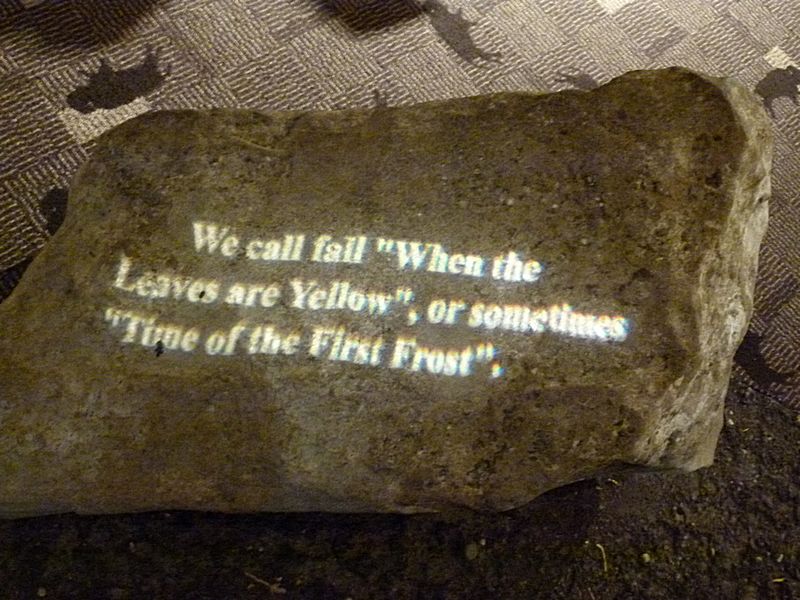 We call fall "When the
Leaves are Yellow", or sometimes
"Time of the First Frost".